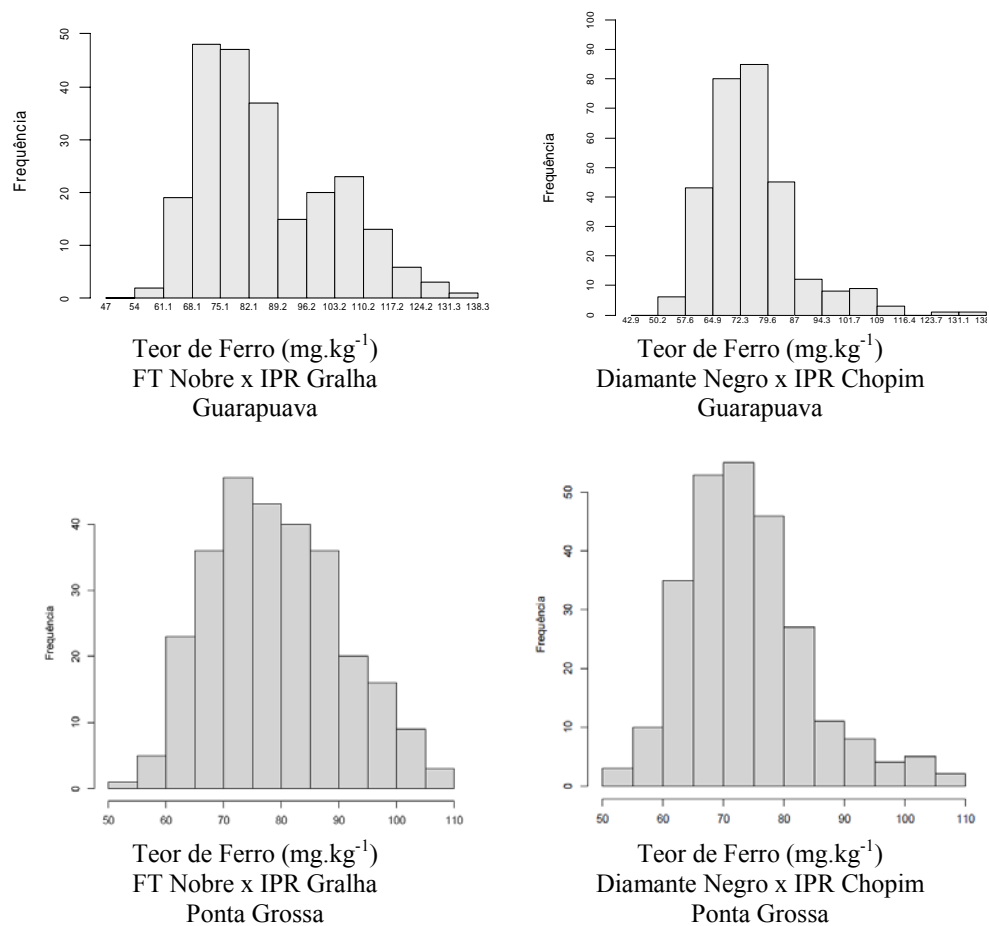 Frequência
50
40
30
20
10
0
47 54 61.1 68.1 75.1 82.1 89.2 96.2 103.2 110.2 117.2 124.2 131.3 138.3
Teor de Ferro (mg.kg-1)
FT Nobre x IPR Gralha
Guarapuava
Frequência
100
90
80
70
60
50
40
30
20
10
0
42.9 50.2 57.6 64.9 72.3 79.6 87 94.3 101.7 109 116.4 123.7 131.1 138
Teor de Ferro (mg.kg-1)
Diamante Negro x IPR Chopim
Guarapuava
Frequência
40
30
20
10
0
50 60 70 80 90 100 110
Teor de Ferro (mg.kg-1)
FT Nobre x IPR Gralha
Ponta Grossa
Frequência
50
40
30
20
10
0
50 60 70 80 90 100 110
Teor de Ferro (mg.kg-1)
Diamante Negro x IPR Chopim
Ponta Grossa